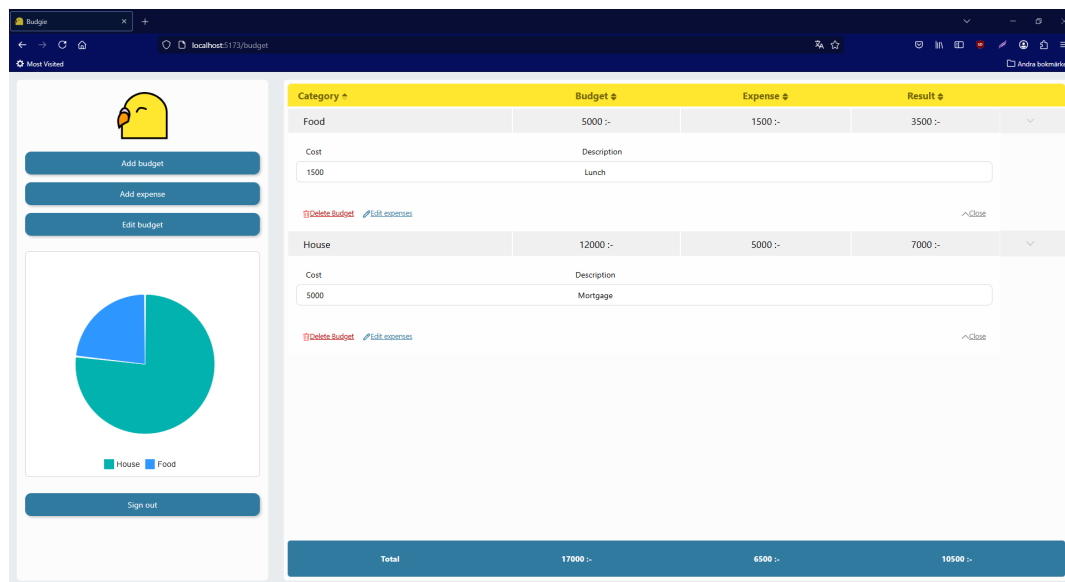 Budgie
localhost:5173/budget
Most Visited
Andra bokmärke
Category Budget Expense Result
Food 5000 :- 1500 :- 3500 :-
Cost Description
1500 Lunch
Delete Budget Edit expenses Close
House 12000 :- 5000 :- 7000 :-
Cost Description
5000 Mortgage
Delete Budget Edit expenses Close
Total 17000 :- 6500 :- 10500 :-
Add budget
Add expense
Edit budget
House Food
Sign out